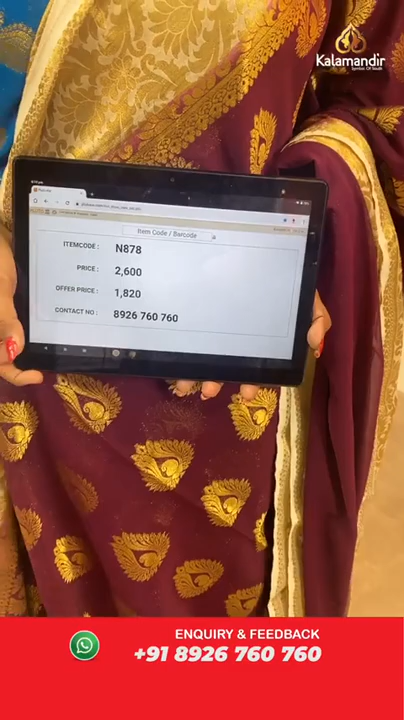 Kalamandir
Item Code / Barcode
ITEMCODE : N878
PRICE : 2,600
OFFER PRICE : 1,820
CONTACT NO : 8926 760 760
ENQUIRY & FEEDBACK
+91 8926 760 760